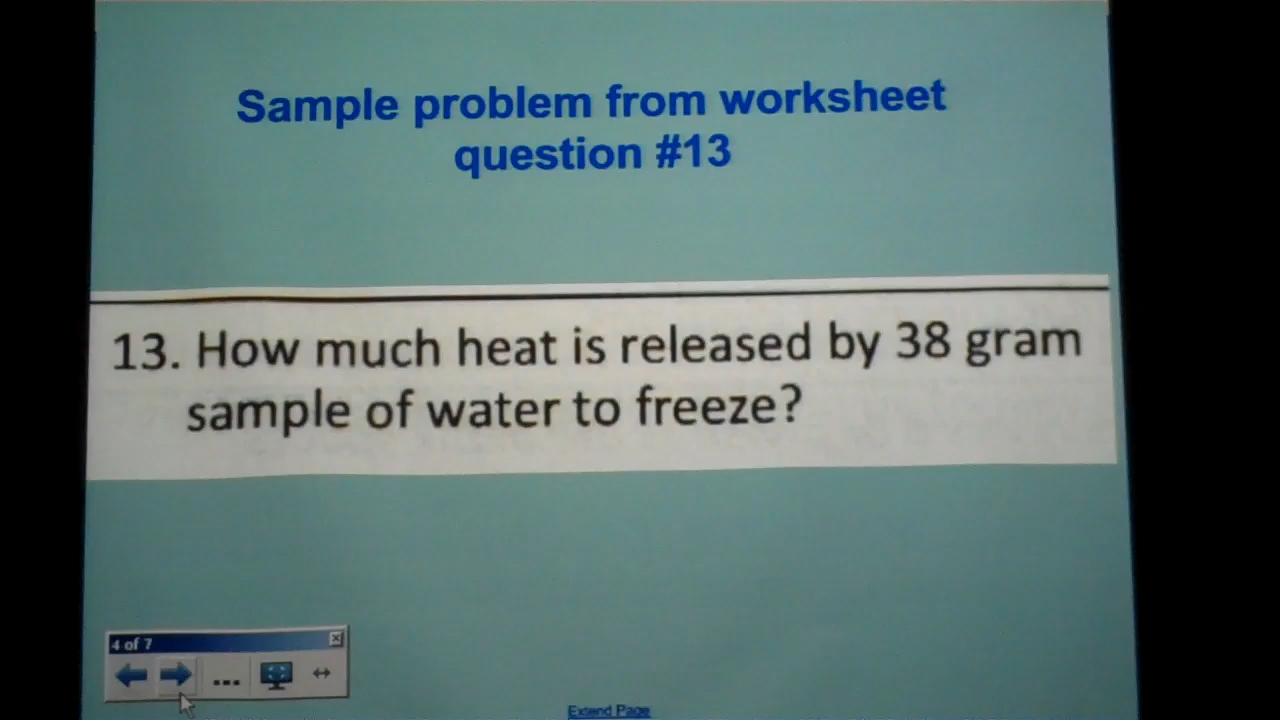 Sample problem from worksheet
question #13
13. How much heat is released by 38 gram
sample of water to freeze?
4 of 7
...
Extend Page